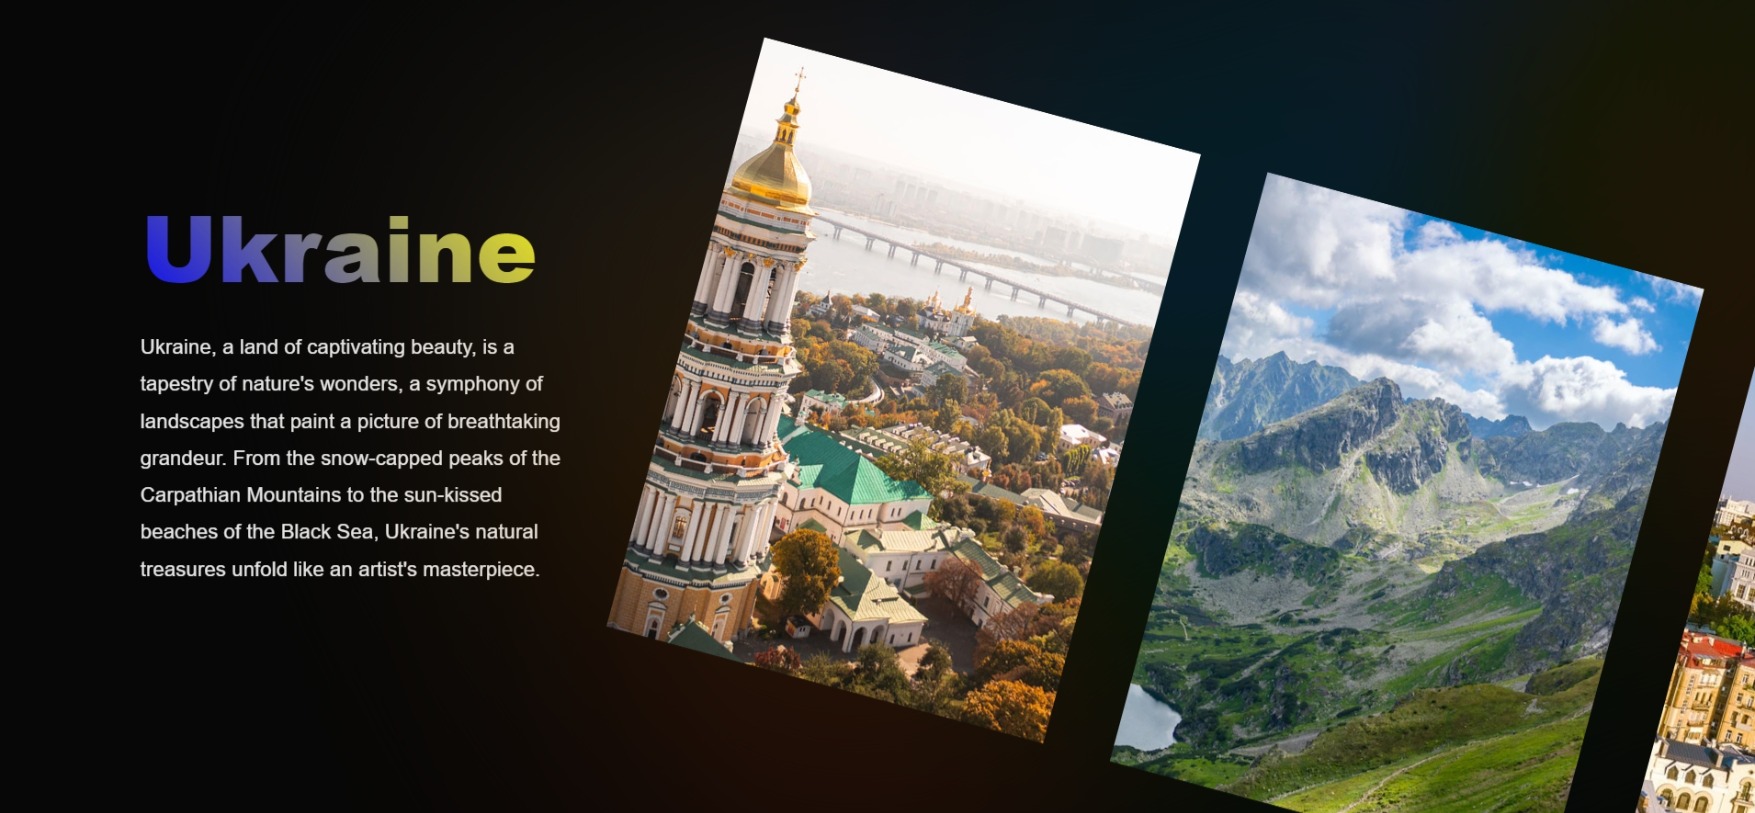 Ukraine
Ukraine, a land of captivating beauty, is a
tapestry of nature's wonders, a symphony of
landscapes that paint a picture of breathtaking
grandeur. From the snow-capped peaks of the
Carpathian Mountains to the sun-kissed
beaches of the Black Sea, Ukraine's natural
treasures unfold like an artist's masterpiece.